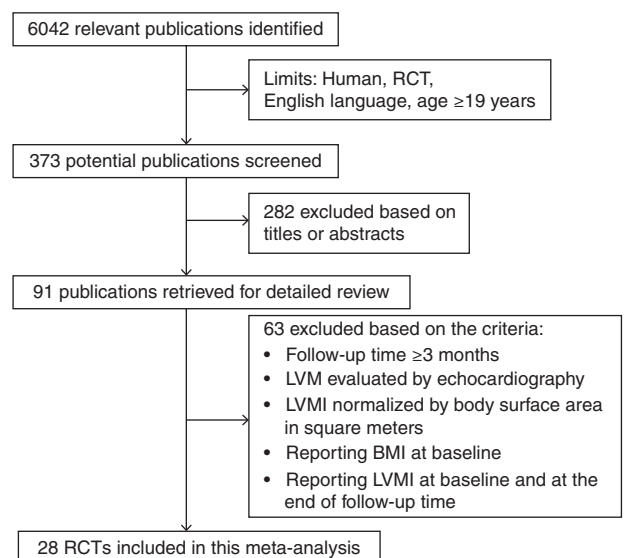 6042 relevant publications identified
Limits: Human, RCT,
English language, age ≥19 years
373 potential publications screened
282 excluded based on
titles or abstracts
91 publications retrieved for detailed review
63 excluded based on the criteria:
• Follow-up time ≥3 months
• LVM evaluated by echocardiography
• LVMI normalized by body surface area
in square meters
• Reporting BMI at baseline
• Reporting LVMI at baseline and at the
end of follow-up time
28 RCTs included in this meta-analysis